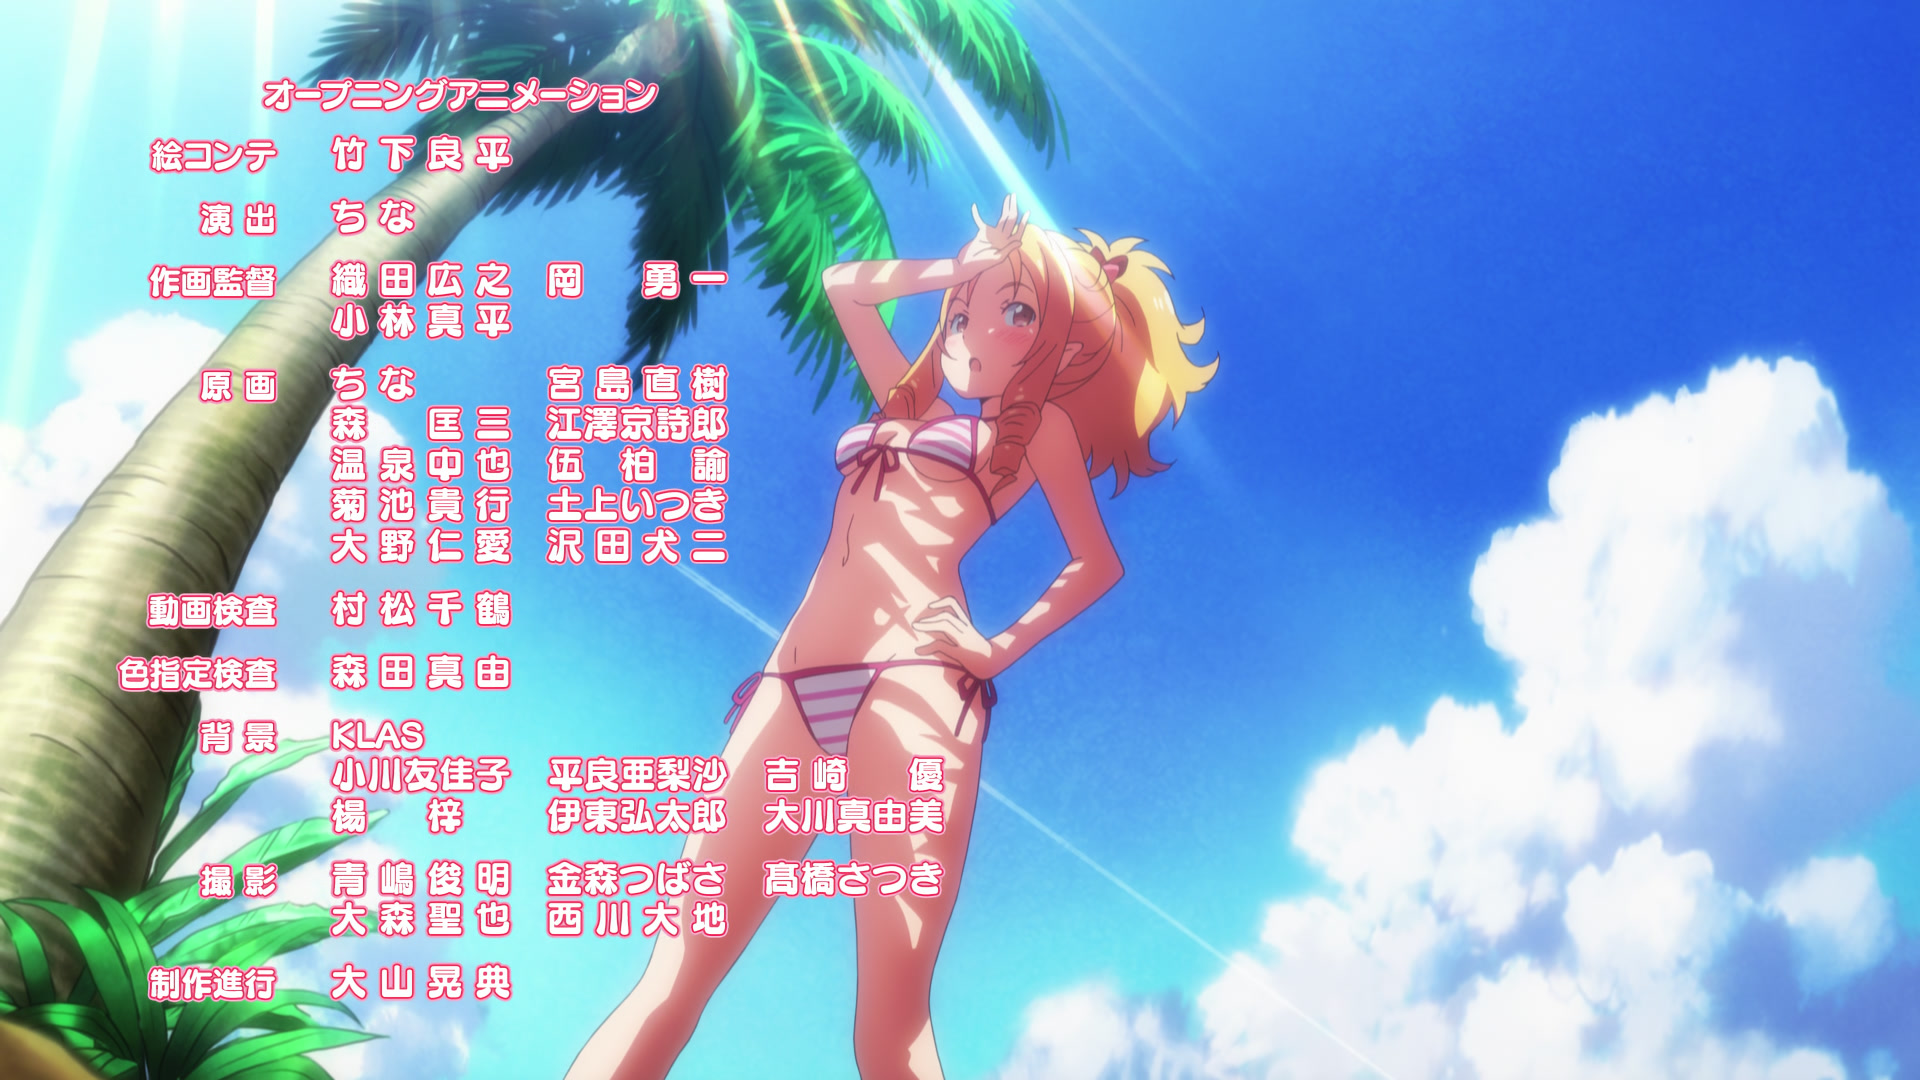 オープニングアニメーション
絵コンテ 竹下良平
演出 ちな
作画監督 織田広之 岡勇一
小林真平
原画 ちな 宮島直樹
森匡三 江澤京詩郎
温泉中也 伍柏諭
菊池貴行 土上いつき
大野仁愛 沢田犬二
動画検査 村松千鶴
色指定検査 森田真由
背景 KLAS
小川友佳子 平良亜梨沙 吉崎優
楊梓 伊東弘太郎 大川真由美
撮影 青嶋俊明 金森つばさ 髙橋さつき
大森聖也 西川大地
制作進行 大山晃典